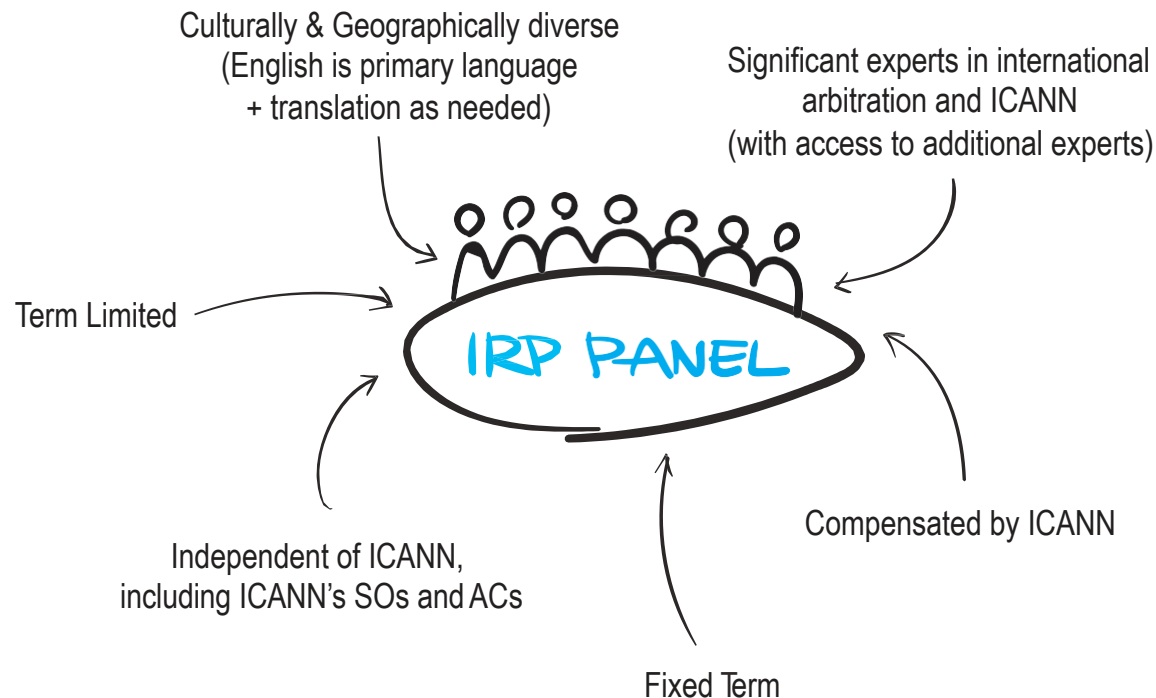 Culturally & Geographically diverse
(English is primary language
+ translation as needed)
Significant experts in international
arbitration and ICANN
(with access to additional experts)
Term Limited
IRP PANEL
Independent of ICANN,
including ICANN’s SOs and ACs
Compensated by ICANN
Fixed Term